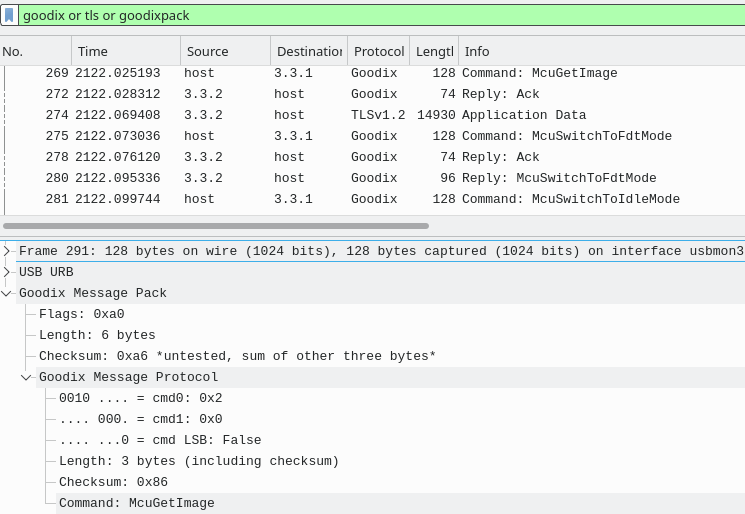 goodix or tls or goodixpack
No. Time Source Destination Protocol Lengtl Info
269 2122.025193 host 3.3.1 Goodix 128 Command: McuGetImage
272 2122.028312 3.3.2 host Goodix 74 Reply: Ack
274 2122.069408 3.3.2 host TLSv1.2 14930 Application Data
275 2122.073036 host 3.3.1 Goodix 128 Command: McuSwitchToFdtMode
278 2122.076120 3.3.2 host Goodix 74 Reply: Ack
280 2122.095336 3.3.2 host Goodix 96 Reply: McuSwitchToFdtMode
281 2122.099744 host 3.3.1 Goodix 128 Command: McuSwitchToIdleMode
Frame 291: 128 bytes on wire (1024 bits), 128 bytes captured (1024 bits) on interface usbmon3
USB URB
Goodix Message Pack
Flags: 0xa0
Length: 6 bytes
Checksum: 0xa6 *untested, sum of other three bytes*
Goodix Message Protocol
0010 .... = cmd0: 0x2
.... 000. = cmd1: 0x0
.... ...0 = cmd LSB: False
Length: 3 bytes (including checksum)
Checksum: 0x86
Command: McuGetImage